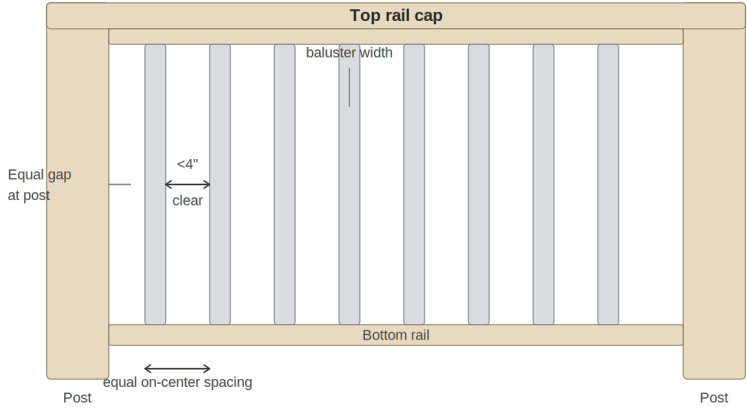 Top rail cap
baluster width
<4"
Equal gap
at post
clear
Bottom rail
equal on-center spacing
Post
Post